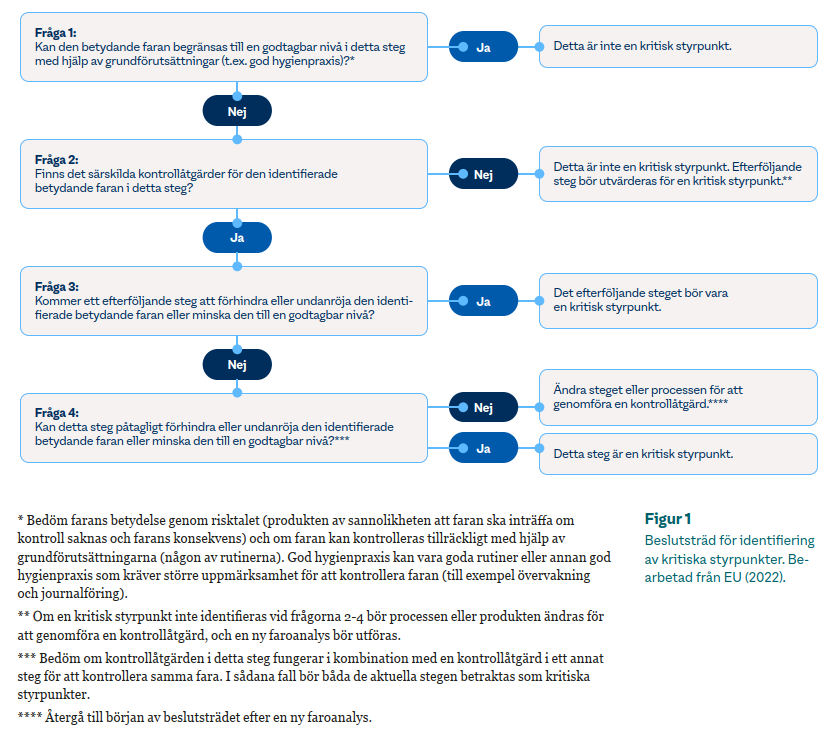 Fråga 1:
Kan den betydande faran begränsas till en godtagbar nivå i detta steg
med hjälp av grundförutsättningar (t.ex. god hygienpraxis)?*
Ja
Detta är inte en kritisk styrpunkt.
Nej
Fråga 2:
Finns det särskilda kontrollåtgärder för den identifierade
betydande faran i detta steg?
Nej
Detta är inte en kritisk styrpunkt. Efterföljande
steg bör utvärderas för en kritisk styrpunkt.**
Ja
Fråga 3:
Kommer ett efterföljande steg att förhindra eller undanröja den identi-
fierade betydande faran eller minska den till en godtagbar nivå?
Ja
Det efterföljande steget bör vara
en kritisk styrpunkt.
Nej
Fråga 4:
Kan detta steg påtagligt förhindra eller undanröja den identifierade
betydande faran eller minska den till en godtagbar nivå?***
Nej
Ändra steget eller processen för att
genomföra en kontrollåtgärd.****
Ja
Detta steg är en kritisk styrpunkt.
* Bedöm farans betydelse genom risktalet (produkten av sannolikheten att faran ska inträffa om
kontroll saknas och farans konsekvens) och om faran kan kontrolleras tillräckligt med hjälp av
grundförutsättningarna (någon av rutinerna). God hygienpraxis kan vara goda rutiner eller annan god
hygienpraxis som kräver större uppmärksamhet för att kontrollera faran (till exempel övervakning
och journalföring).
** Om en kritisk styrpunkt inte identifieras vid frågorna 2-4 bör processen eller produkten ändras för
att genomföra en kontrollåtgärd, och en ny faroanalys bör utföras.
*** Bedöm om kontrollåtgärden i detta steg fungerar i kombination med en kontrollåtgärd i ett annat
steg för att kontrollera samma fara. I sådana fall bör båda de aktuella stegen betraktas som kritiska
styrpunkter.
**** Återgå till början av beslutsträdet efter en ny faroanalys.
Figur 1
Beslutsträd för identifiering
av kritiska styrpunkter. Be-
arbetad från EU (2022).